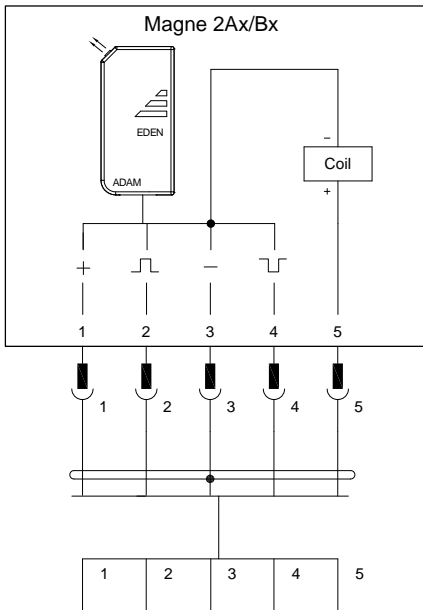 Magne 2Ax/Bx
EDEN
ADAM
–
Coil
+
+ –
1 2 3 4 5
1 2 3 4 5
1 2 3 4 5